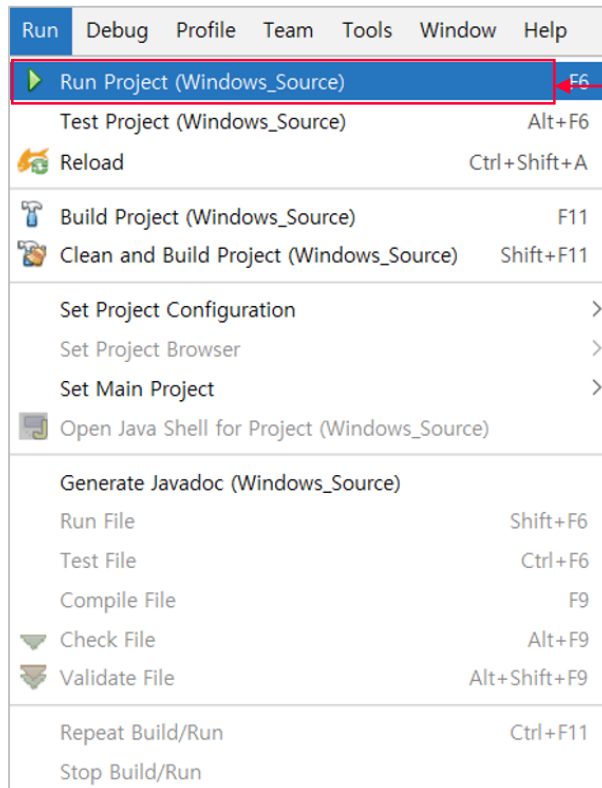 Run Debug Profile Team Tools Window Help
Run Project (Windows_Source) F6
Test Project (Windows_Source) Alt+F6
Reload Ctrl+Shift+A
Build Project (Windows_Source) F11
Clean and Build Project (Windows_Source) Shift+F11
Set Project Configuration
Set Project Browser
Set Main Project
Open Java Shell for Project (Windows_Source)
Generate Javadoc (Windows_Source)
Run File Shift+F6
Test File Ctrl+F6
Compile File F9
Check File Alt+F9
Validate File Alt+Shift+F9
Repeat Build/Run Ctrl+F11
Stop Build/Run